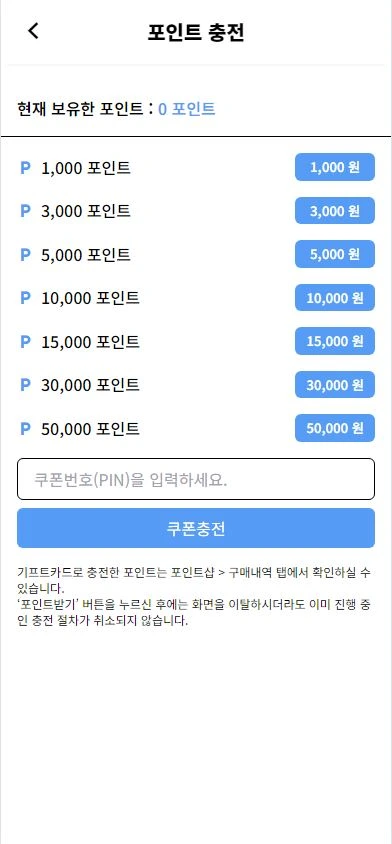 포인트 충전
현재 보유한 포인트 : 0 포인트
P 1,000 포인트 1,000 원
P 3,000 포인트 3,000 원
P 5,000 포인트 5,000 원
P 10,000 포인트 10,000 원
P 15,000 포인트 15,000 원
P 30,000 포인트 30,000 원
P 50,000 포인트 50,000 원
쿠폰번호(PIN)을 입력하세요.
쿠폰충전
기프트카드로 충전한 포인트는 포인트샵 > 구매내역 탭에서 확인하실 수
있습니다.
‘포인트받기’ 버튼을 누르신 후에는 화면을 이탈하시더라도 이미 진행 중
인 충전 절차가 취소되지 않습니다.